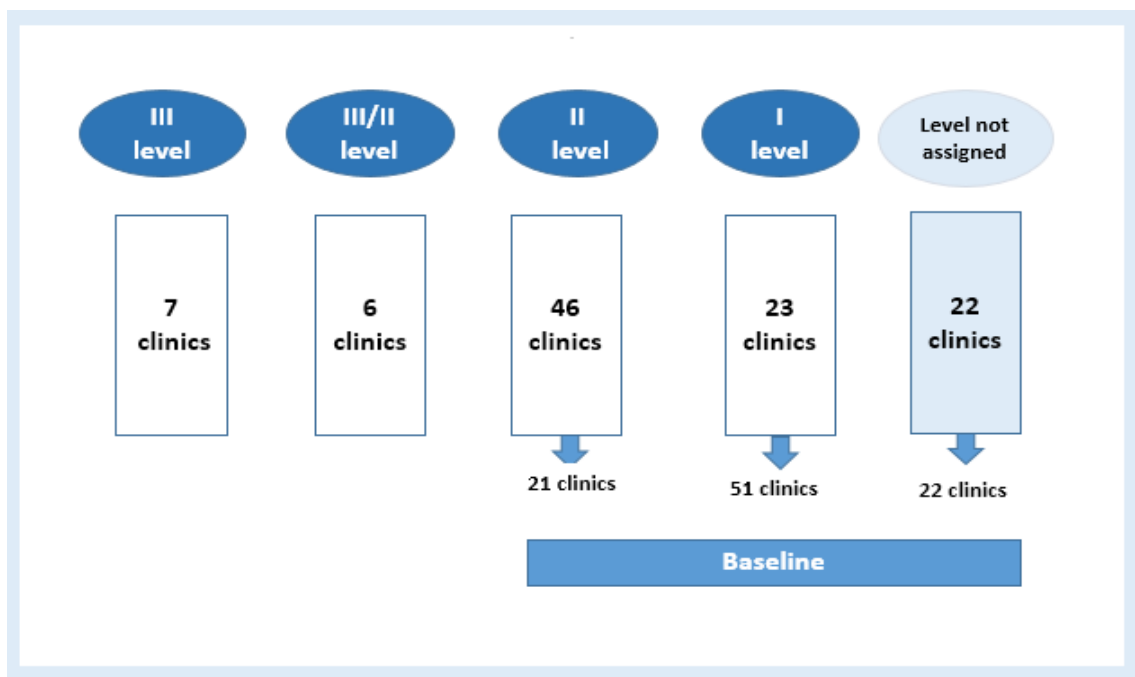 III
level
III/II
level
II
level
I
level
Level not
assigned
7
clinics
6
clinics
46
clinics
23
clinics
22
clinics
21 clinics
51 clinics
22 clinics
Baseline